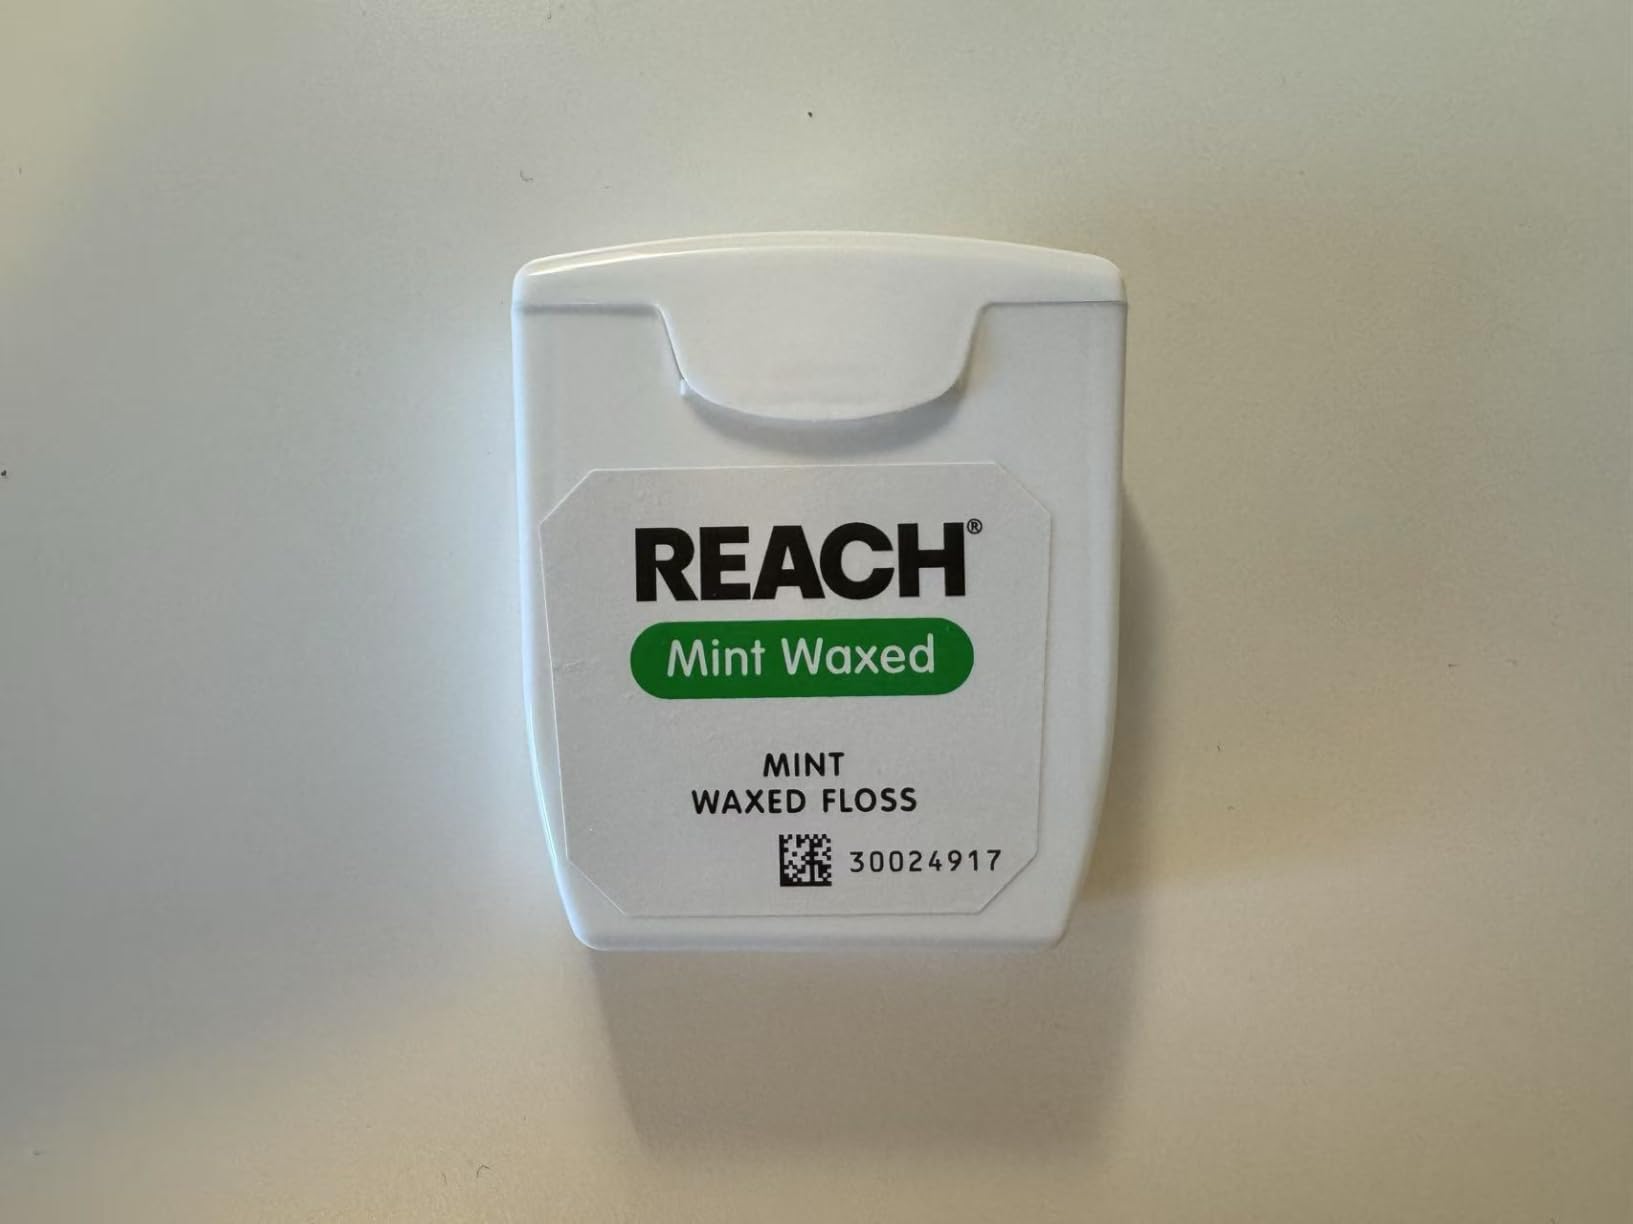 REACH®
Mint Waxed
MINT
WAXED FLOSS
30024917